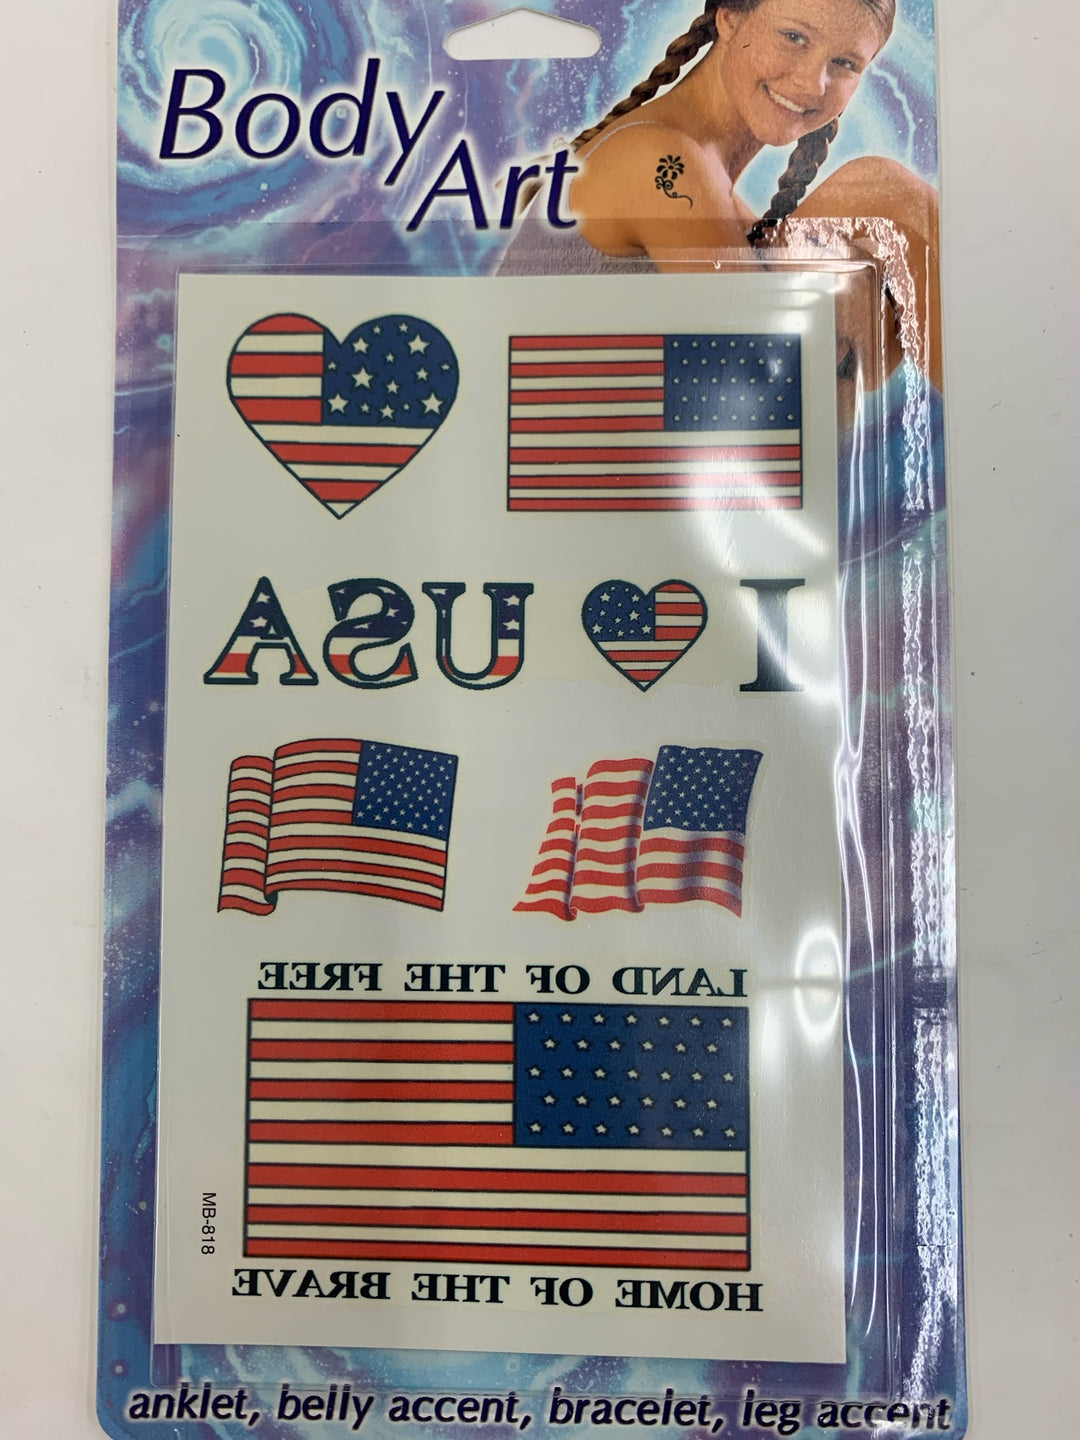 Body
Art
I USA
LAND OF THE FREE
MB-818
HOME OF THE BRAVE
anklet, belly accent, bracelet, leg accent